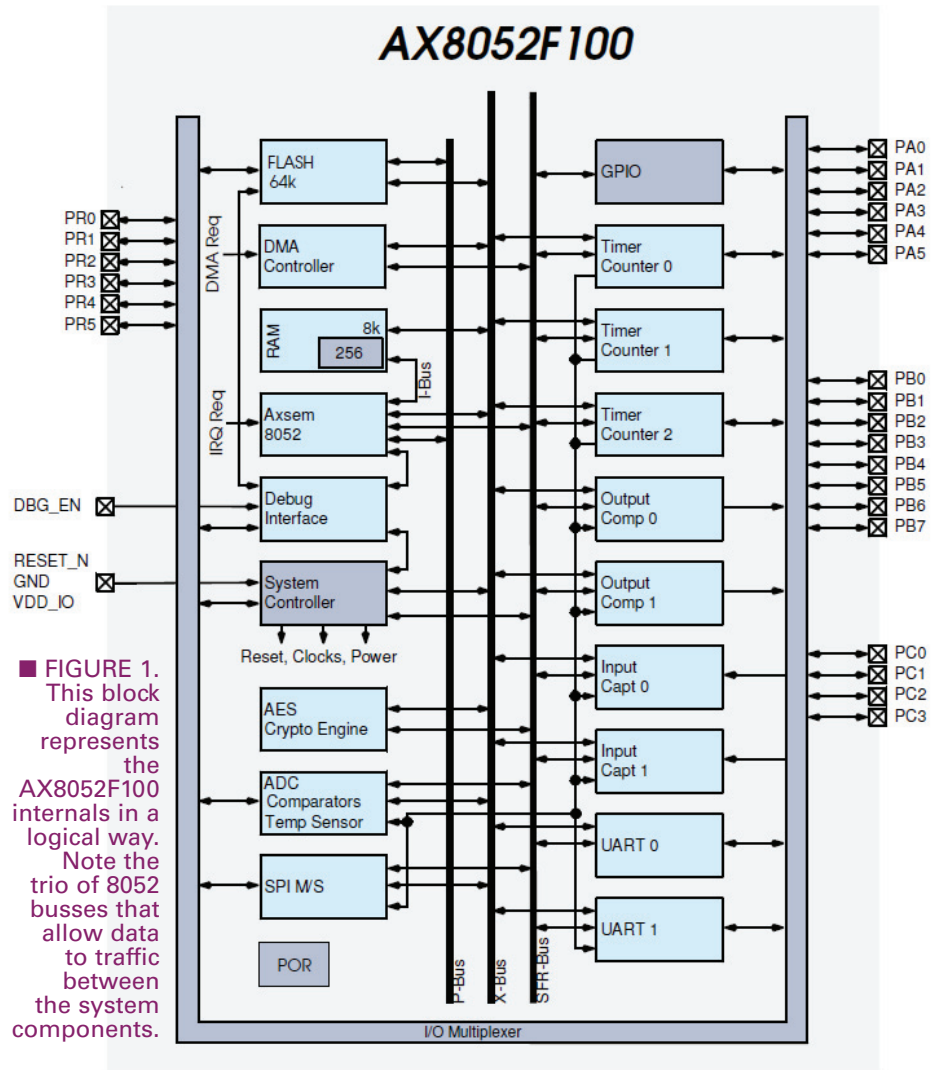 AX8052F100
FLASH
64k
DMA
Controller
RAM
8k
256
Axsem
8052
Debug
Interface
System
Controller
Reset, Clocks, Power
AES
Crypto Engine
ADC
Comparators
Temp Sensor
SPI M/S
POR
DMA Req
IRQ Req
I-Bus
P-Bus
X-Bus
SFR-Bus
GPIO
Timer
Counter 0
Timer
Counter 1
Timer
Counter 2
Output
Comp 0
Output
Comp 1
Input
Capt 0
Input
Capt 1
UART 0
UART 1
I/O Multiplexer
PR0
PR1
PR2
PR3
PR4
PR5
DBG_EN
RESET_N
GND
VDD_IO
PA0
PA1
PA2
PA3
PA4
PA5
PB0
PB1
PB2
PB3
PB4
PB5
PB6
PB7
PC0
PC1
PC2
PC3
■ FIGURE 1.
This block
diagram
represents
the
AX8052F100
internals in a
logical way.
Note the
trio of 8052
busses that
allow data
to traffic
between
the system
components.